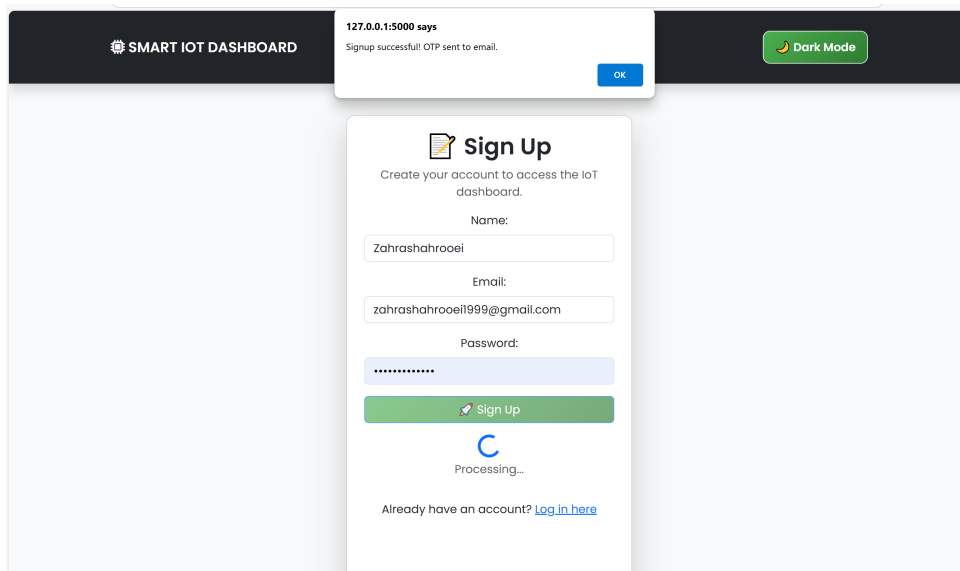 127.0.0.1:5000 says
Signup successful! OTP sent to email.
OK
SMART IOT DASHBOARD
🌙 Dark Mode
📝 Sign Up
Create your account to access the IoT
dashboard.
Name:
Zahrashahrooei
Email:
zahrashahrooei1999@gmail.com
Password:
•••••••••••••
🚀 Sign Up
Processing...
Already have an account? Log in here